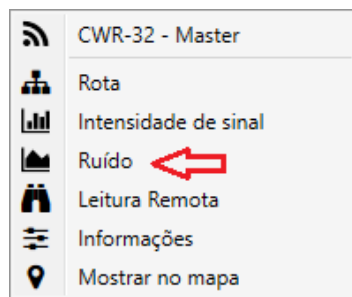 CWR-32 - Master
Rota
Intensidade de sinal
Ruído
Leitura Remota
Informações
Mostrar no mapa